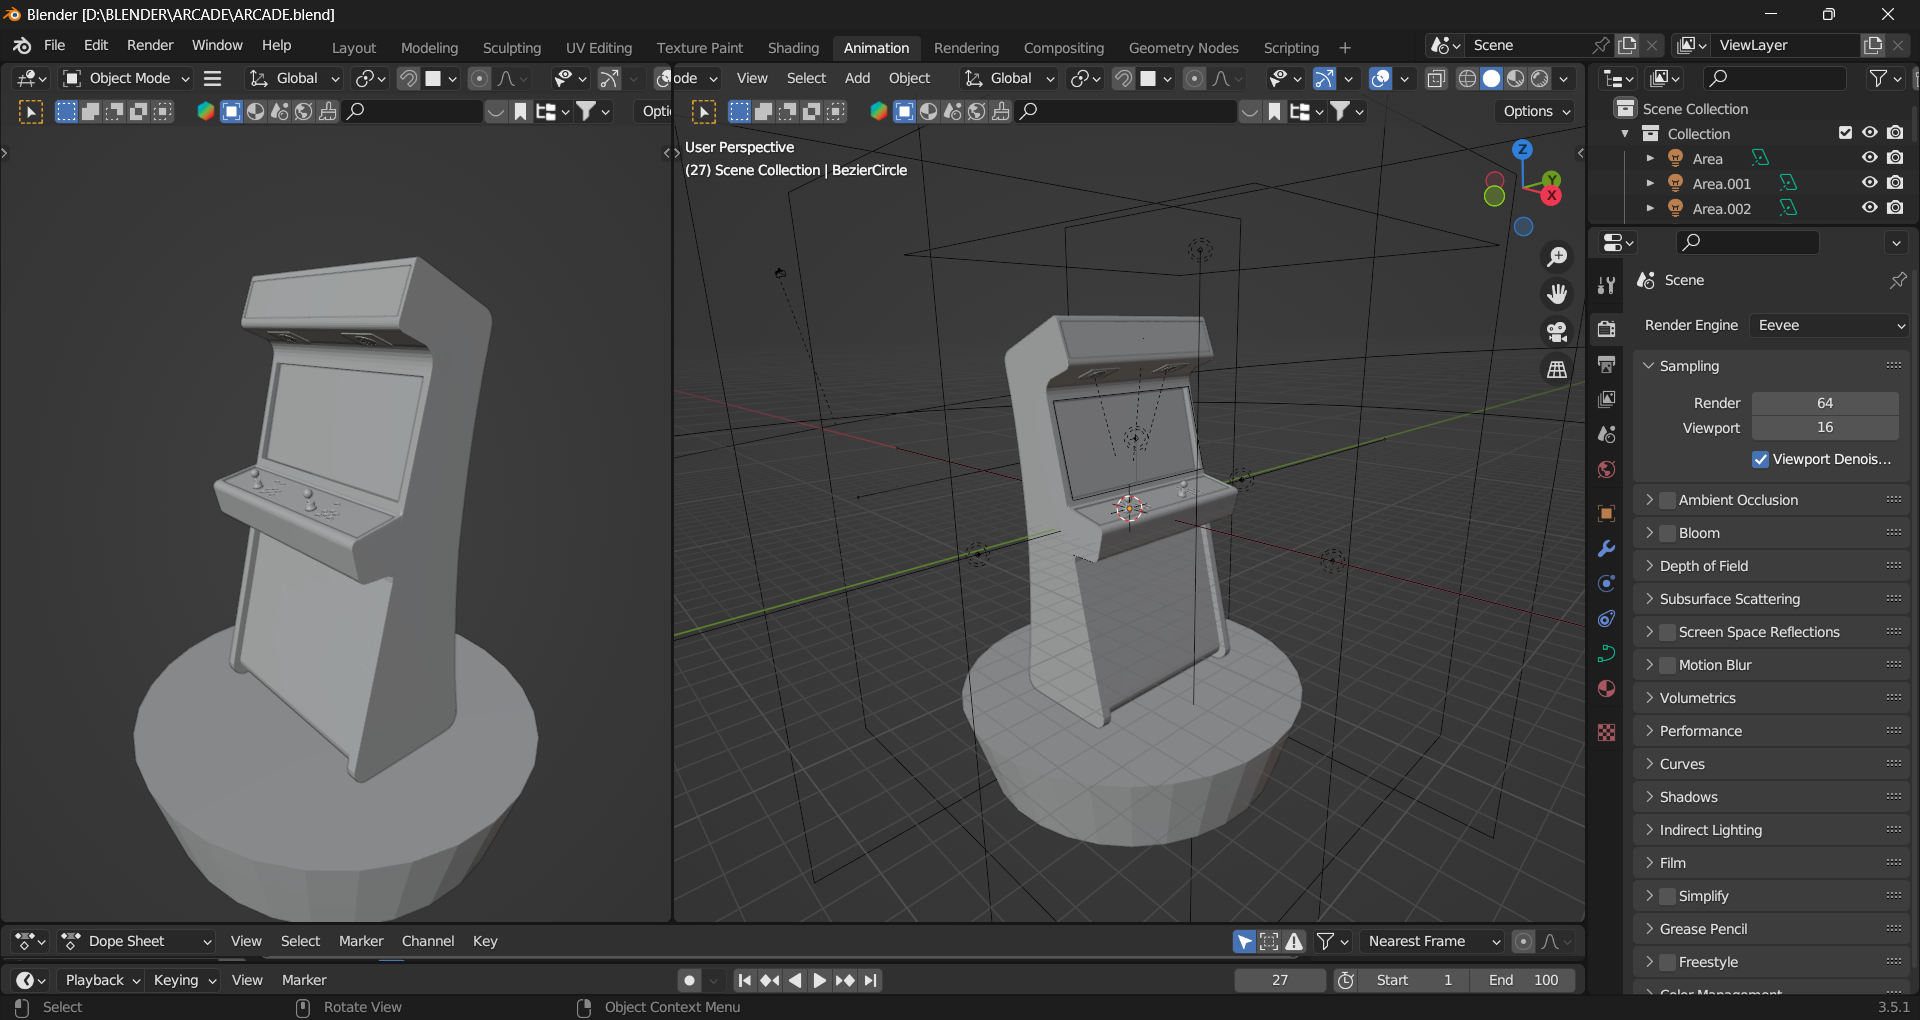 Blender [D:\BLENDER\ARCADE\ARCADE.blend]
File Edit Render Window Help Layout Modeling Sculpting UV Editing Texture Paint Shading Animation Rendering Compositing Geometry Nodes Scripting + Scene ViewLayer
Object Mode Global ode View Select Add Object Global
Opti Options
User Perspective
(27) Scene Collection | BezierCircle
Z
Y
X
Scene Collection
Collection
Area
Area.001
Area.002
Scene
Render Engine Eevee
Sampling
Render 64
Viewport 16
Viewport Denois...
Ambient Occlusion
Bloom
Depth of Field
Subsurface Scattering
Screen Space Reflections
Motion Blur
Volumetrics
Performance
Curves
Shadows
Indirect Lighting
Film
Simplify
Grease Pencil
Freestyle
Color Management
Dope Sheet View Select Marker Channel Key Nearest Frame
Playback Keying View Marker 27 Start 1 End 100
Select Rotate View Object Context Menu 3.5.1